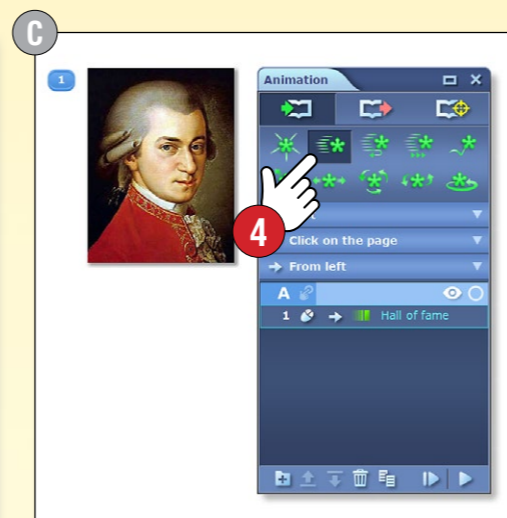 C
1
Animation
4
Click on the page
From left
A
1 Hall of fame